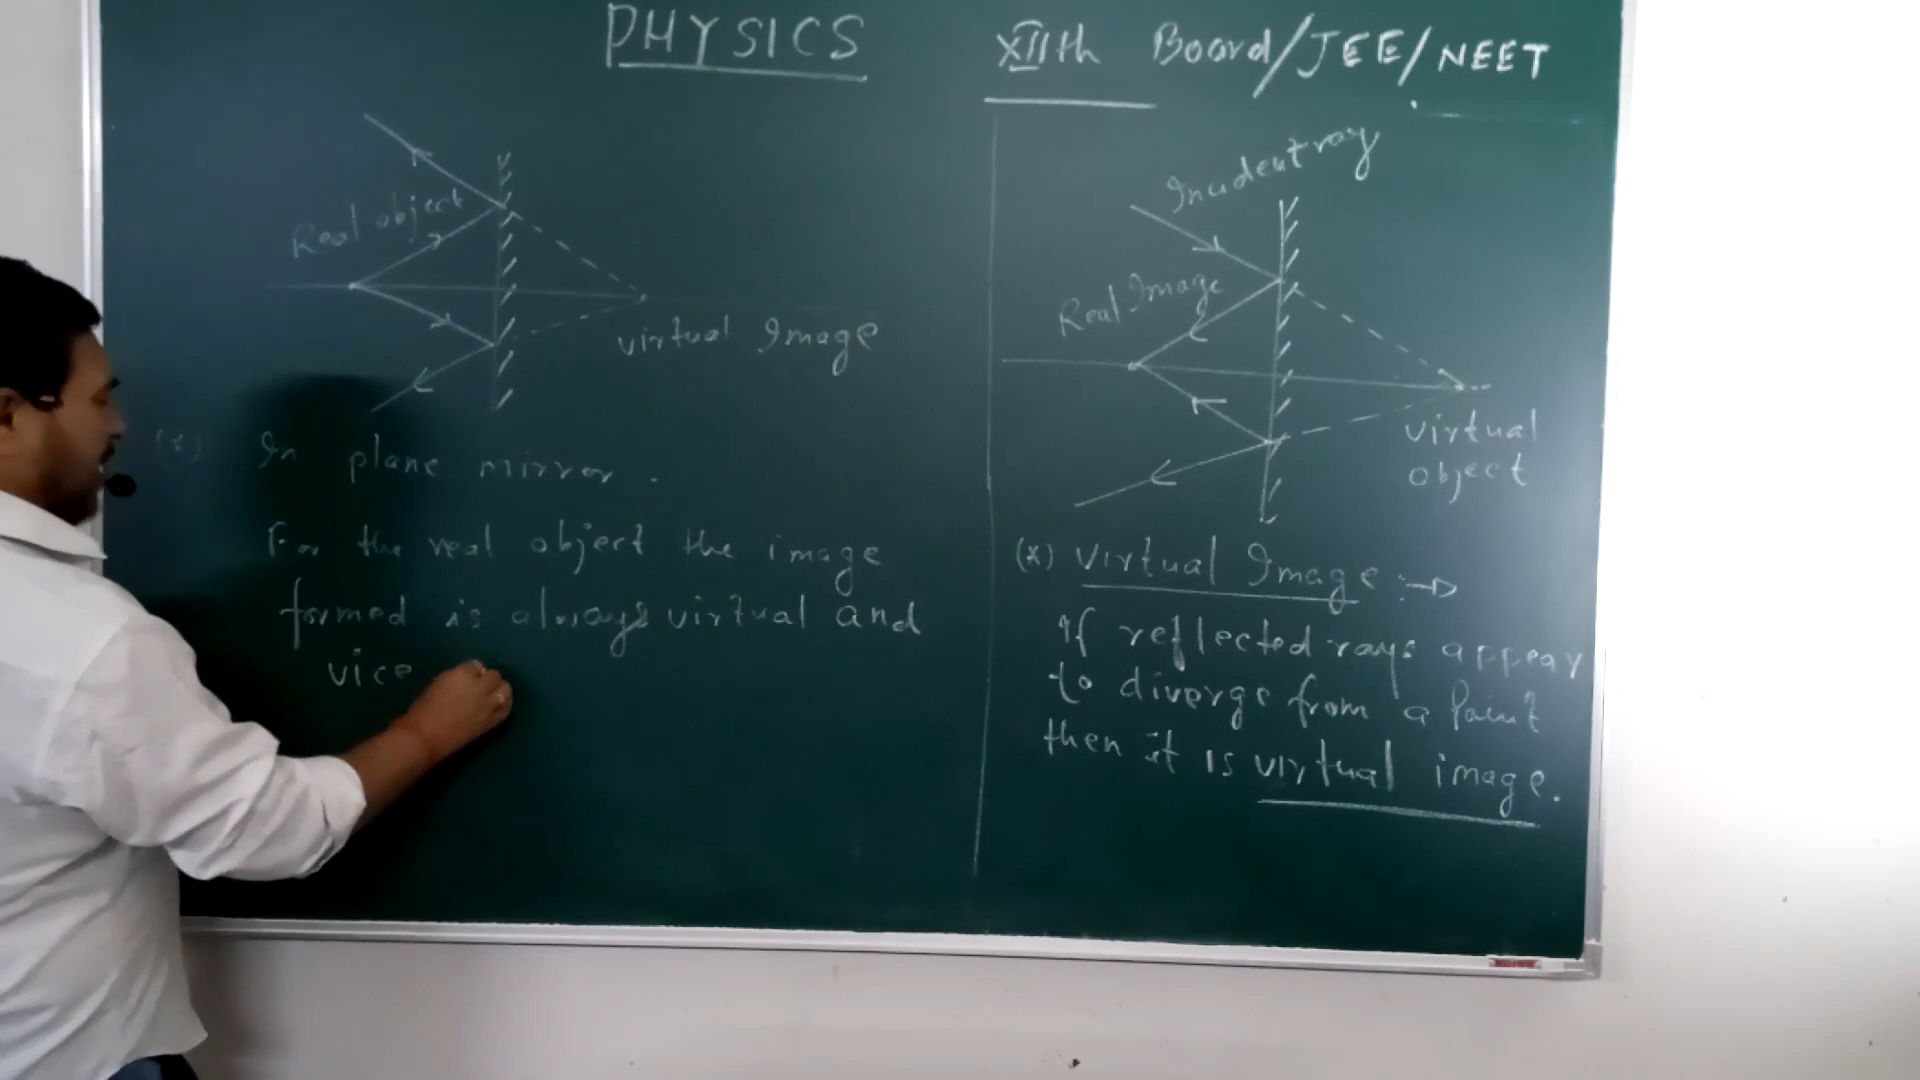 PHYSICS
XIIth Board/JEE/NEET
Real object
virtual Image
In plane mirror.
For the real object the image
formed is always virtual and
vice
Incident ray
Real Image
virtual
object
(*) Virtual Image :→
If reflected rays appear
to diverge from a Point
then it is virtual image.